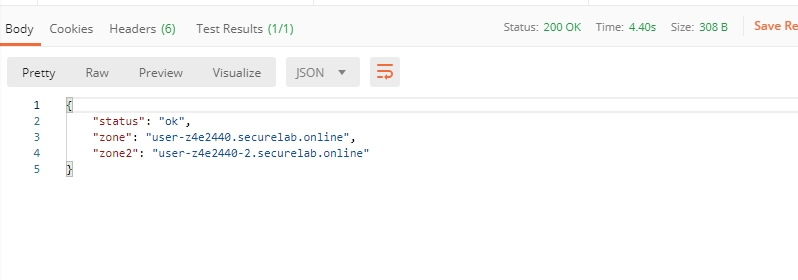 Body Cookies Headers (6) Test Results (1/1) Status: 200 OK Time: 4.40s Size: 308 B Save Re
Pretty Raw Preview Visualize JSON
1 {
2 "status": "ok",
3 "zone": "user-z4e2440.securelab.online",
4 "zone2": "user-z4e2440-2.securelab.online"
5 }